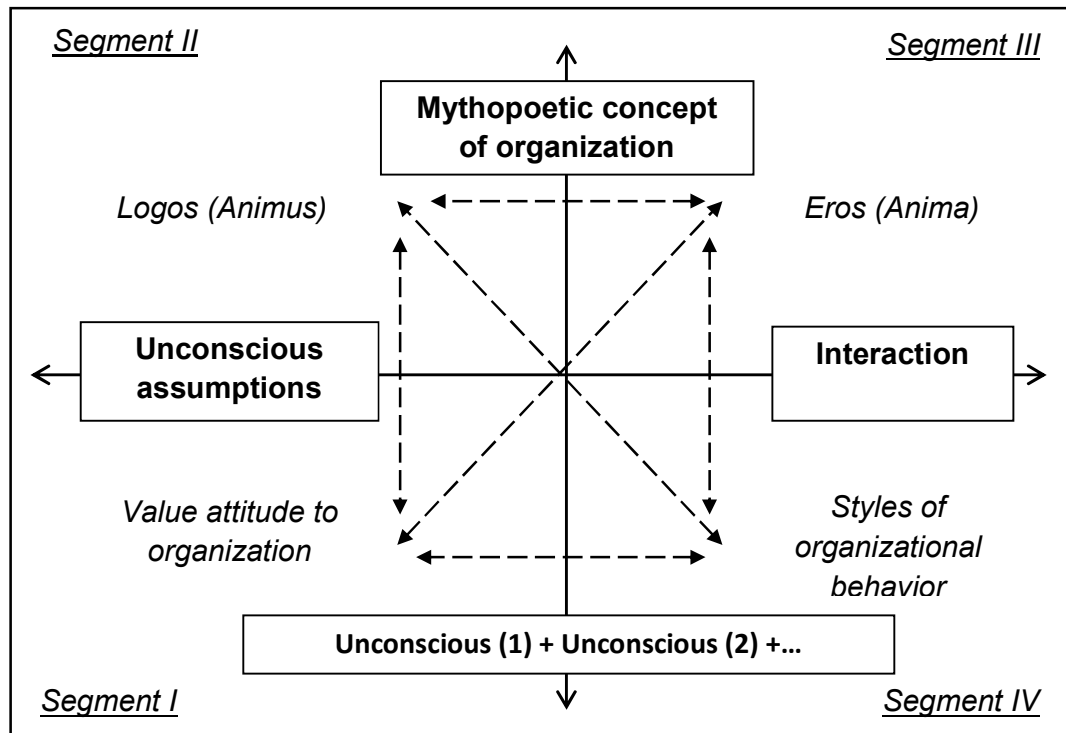 Segment II
Segment III
Mythopoetic concept
of organization
Logos (Animus)
Eros (Anima)
Unconscious
assumptions
Interaction
Value attitude to
organization
Styles of
organizational
behavior
Unconscious (1) + Unconscious (2) +…
Segment I
Segment IV